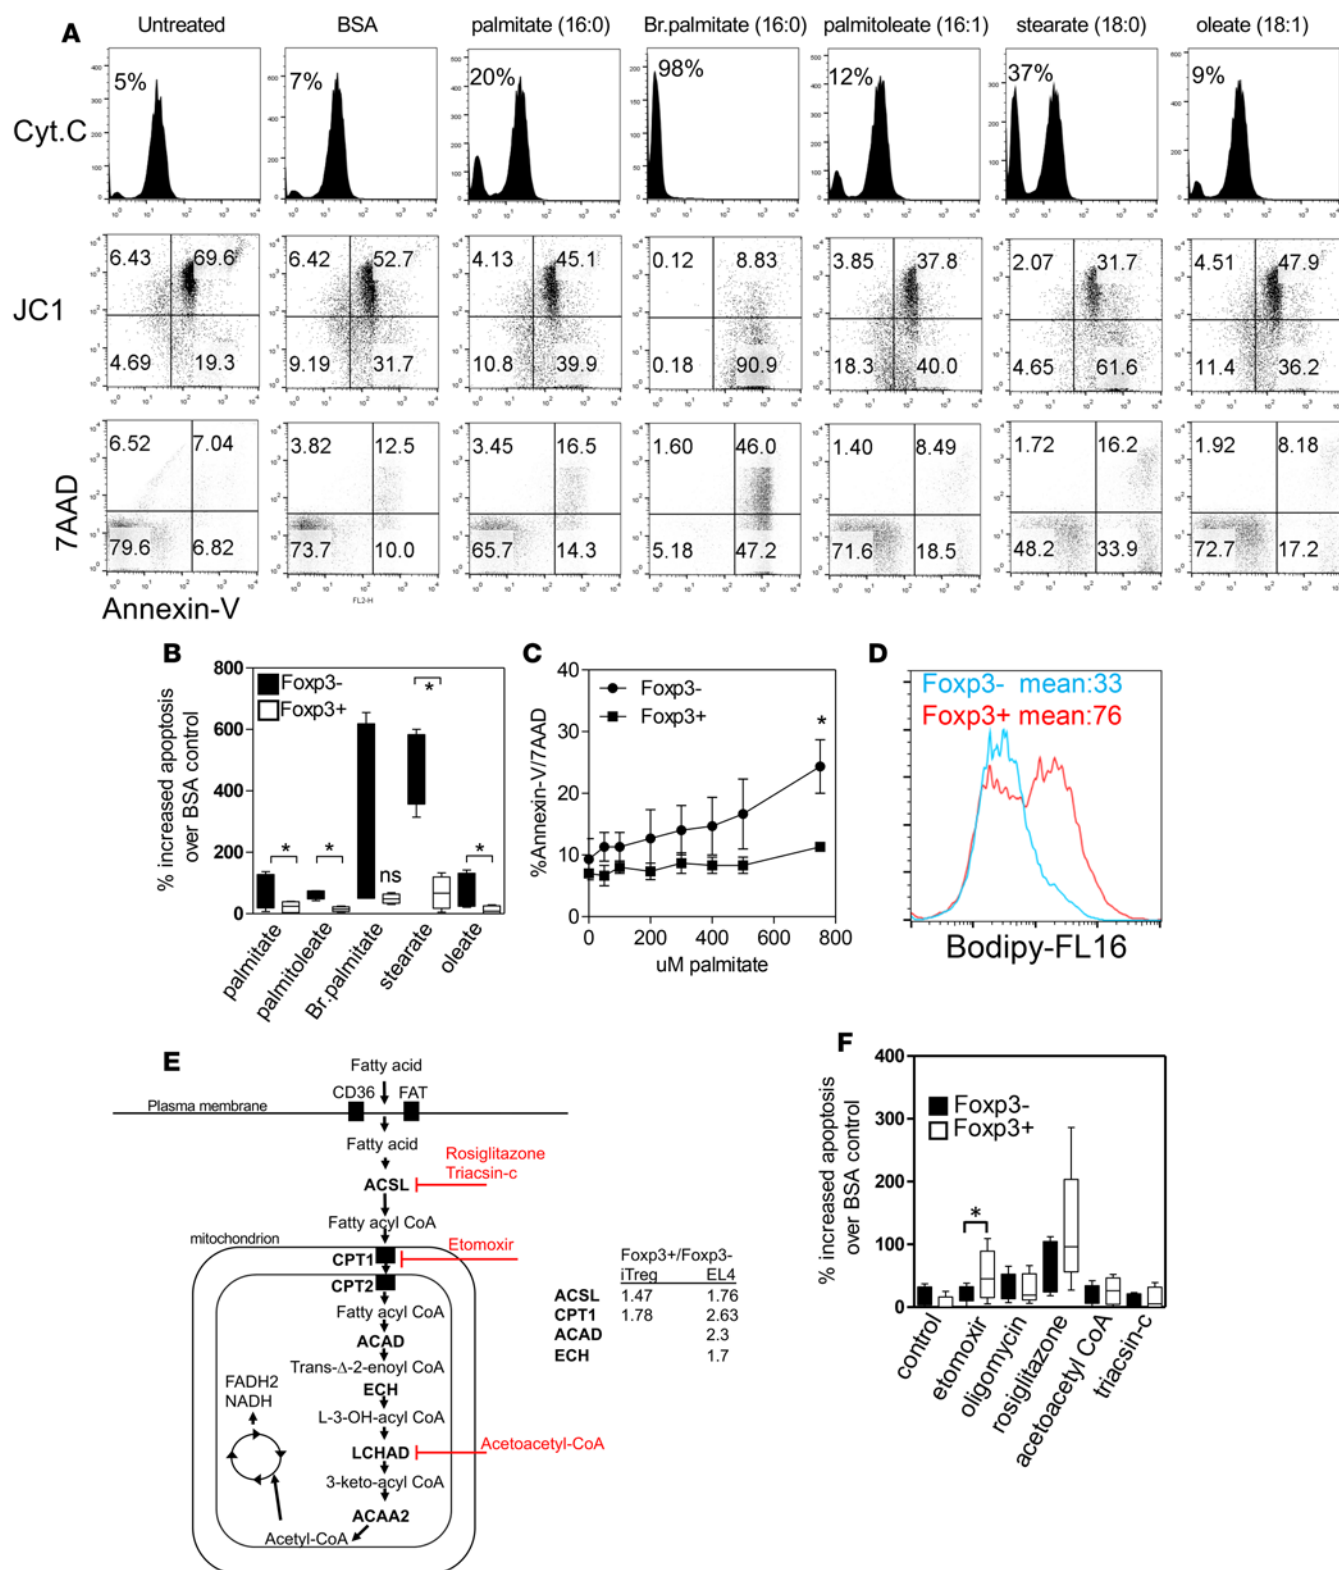 A
Untreated BSA palmitate (16:0) Br.palmitate (16:0) palmitoleate (16:1) stearate (18:0) oleate (18:1)
Cyt.C
5% 7% 20% 98% 12% 37% 9%
JC1
6.43 69.6 6.42 52.7 4.13 45.1 0.12 8.83 3.85 37.8 2.07 31.7 4.51 47.9
4.69 19.3 9.19 31.7 10.8 39.9 0.18 90.9 18.3 40.0 4.65 61.6 11.4 36.2
7AAD
6.52 7.04 3.82 12.5 3.45 16.5 1.60 46.0 1.40 8.49 1.72 16.2 1.92 8.18
79.6 6.82 73.7 10.0 65.7 14.3 5.18 47.2 71.6 18.5 48.2 33.9 72.7 17.2
Annexin-V
FL2-H
B
% increased apoptosis
over BSA control
800
600
400
200
0
Foxp3-
Foxp3+
* * ns * *
palmitate
palmitoleate
Br.palmitate
stearate
oleate
C
%Annexin-V/7AAD
40
30
20
10
0
Foxp3-
Foxp3+
*
0 200 400 600 800
uM palmitate
D
Foxp3- mean:33
Foxp3+ mean:76
Bodipy-FL16
E
Fatty acid
CD36 FAT
Plasma membrane
Fatty acid
Rosiglitazone
Triacsin-c
ACSL
Fatty acyl CoA
mitochondrion
CPT1
Etomoxir
CPT2
Fatty acyl CoA
ACAD
Trans-Δ-2-enoyl CoA
FADH2
NADH
ECH
L-3-OH-acyl CoA
LCHAD
Acetoacetyl-CoA
3-keto-acyl CoA
ACAA2
Acetyl-CoA
Foxp3+/Foxp3-
iTreg EL4
ACSL 1.47 1.76
CPT1 1.78 2.63
ACAD 2.3
ECH 1.7
F
% increased apoptosis
over BSA control
400
300
200
100
0
Foxp3-
Foxp3+
*
control
etomoxir
oligomycin
rosiglitazone
acetoacetyl CoA
triacsin-c